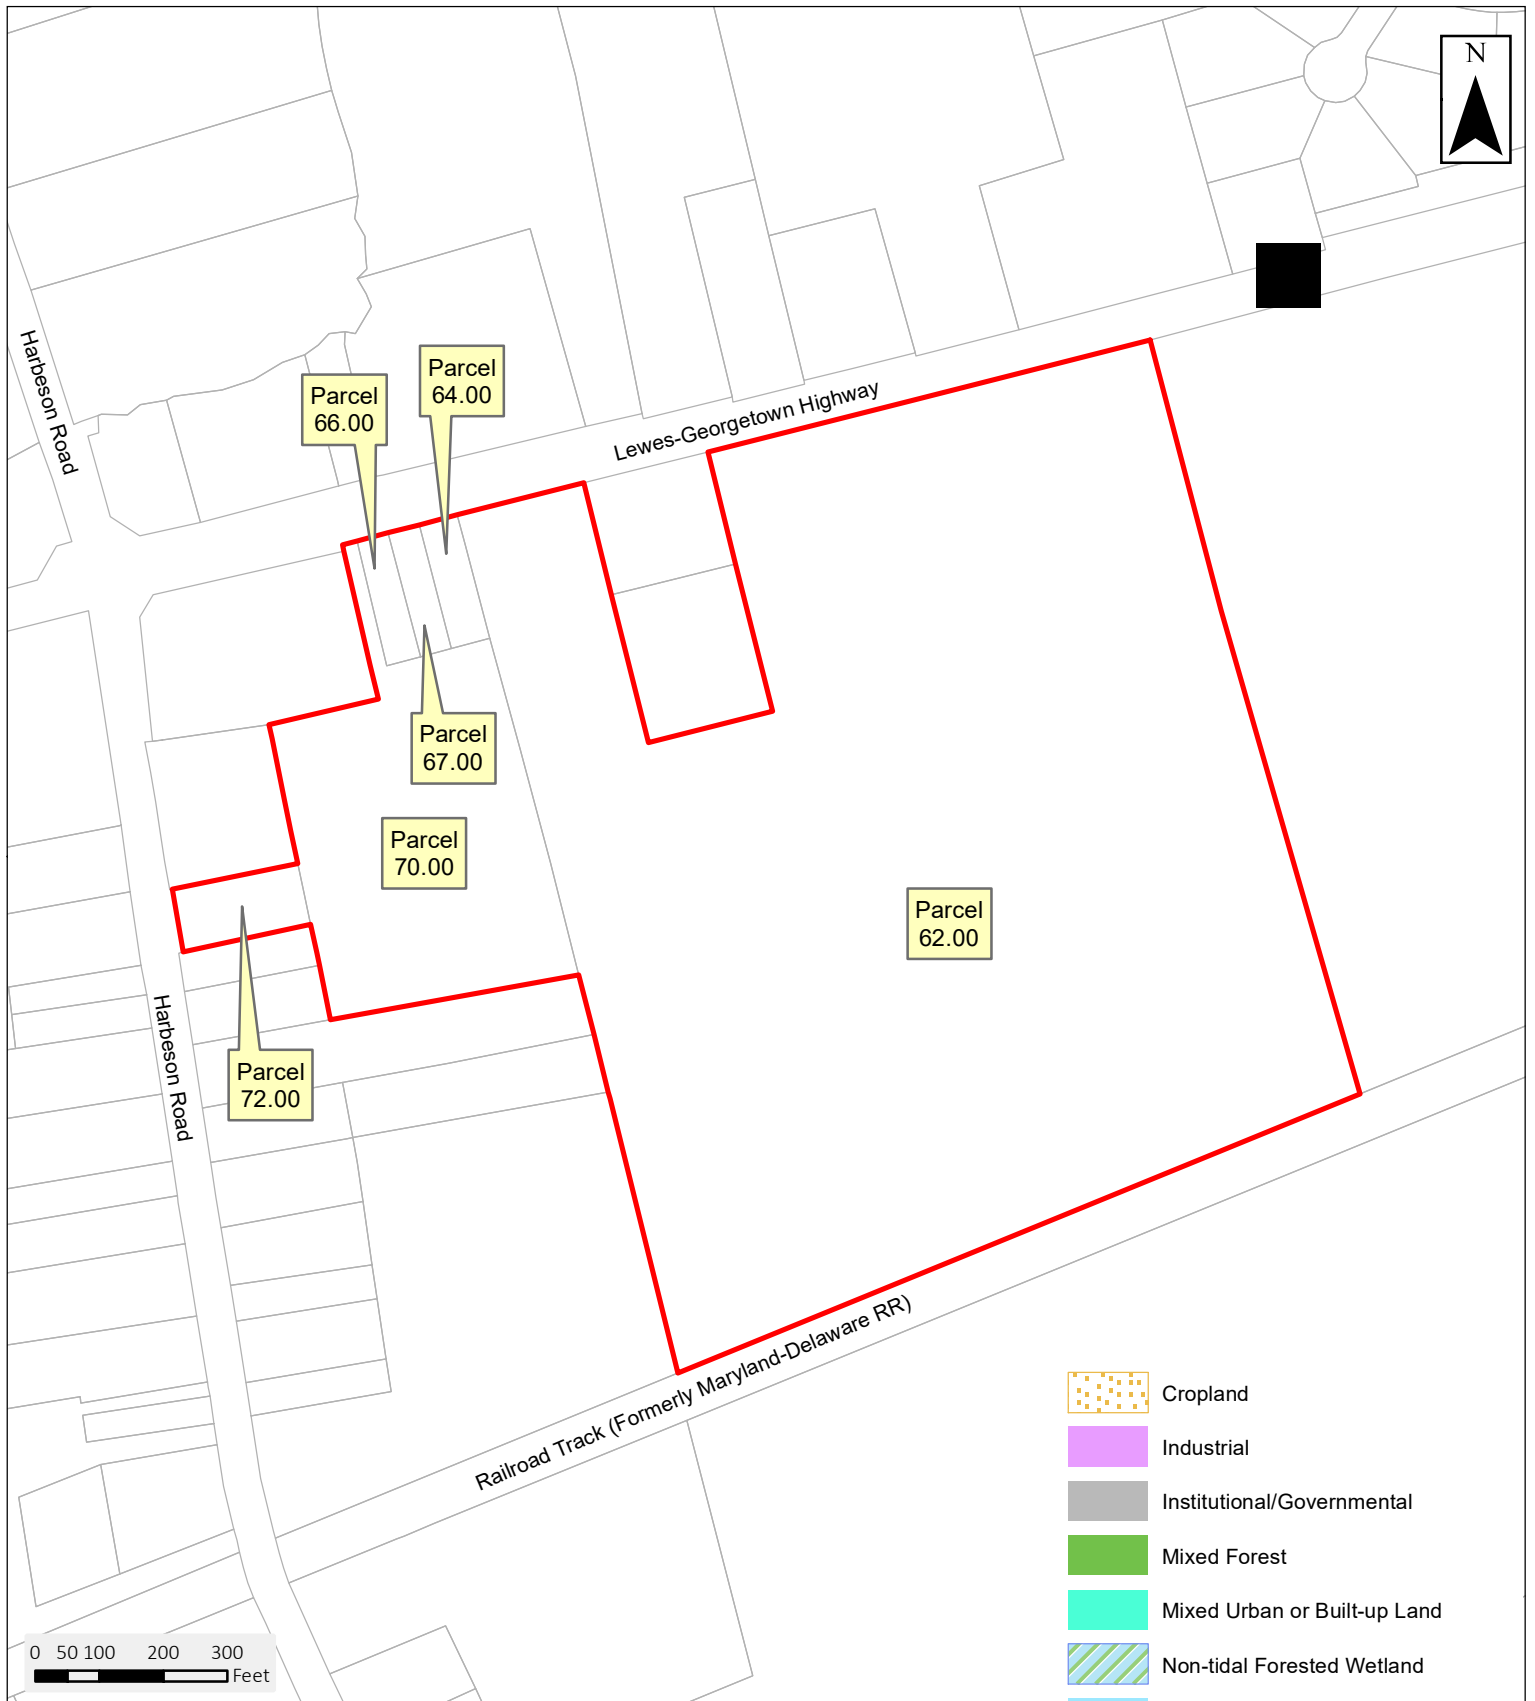 N
Harbeson Road
Parcel
66.00
Parcel
64.00
Lewes-Georgetown Highway
Parcel
67.00
Parcel
70.00
Parcel
62.00
Harbeson Road
Parcel
72.00
Railroad Track (Formerly Maryland-Delaware RR)
Cropland
Industrial
Institutional/Governmental
Mixed Forest
Mixed Urban or Built-up Land
Non-tidal Forested Wetland
0 50 100 200 300
Feet